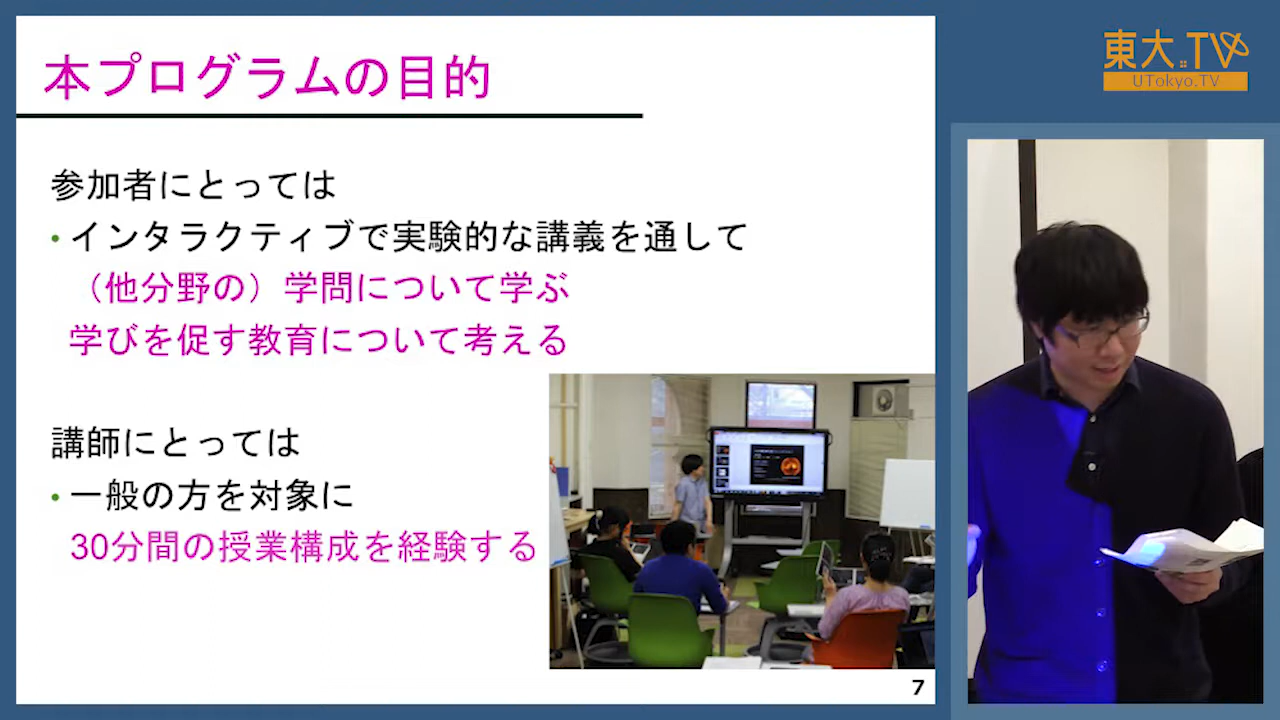 本プログラムの目的
参加者にとっては
• インタラクティブで実験的な講義を通して
（他分野の）学問について学ぶ
学びを促す教育について考える
講師にとっては
• 一般の方を対象に
30分間の授業構成を経験する
7
東大.TV
UTokyo.TV